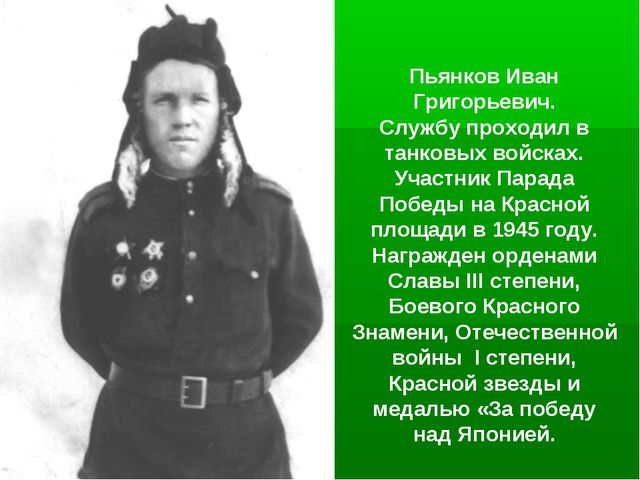 Пьянков Иван
Григорьевич.
Службу проходил в
танковых войсках.
Участник Парада
Победы на Красной
площади в 1945 году.
Награжден орденами
Славы III степени,
Боевого Красного
Знамени, Отечественной
войны  I степени,
Красной звезды и
медалью «За победу
над Японией.